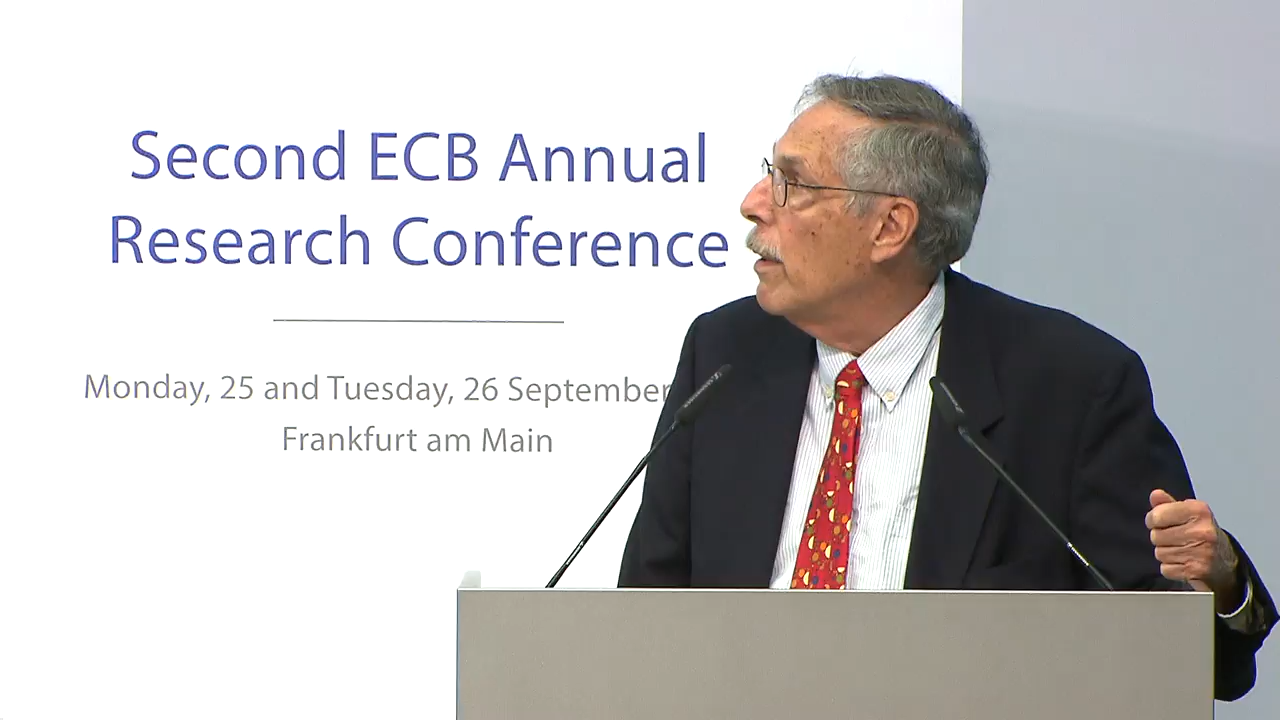 Second ECB Annual
Research Conference
Monday, 25 and Tuesday, 26 September
Frankfurt am Main